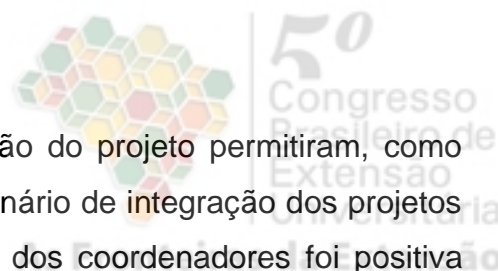 5º
Congresso
Brasileiro de
Extensão
Universitária
ão do projeto permitiram, como
nário de integração dos projetos
dos coordenadores foi positiva